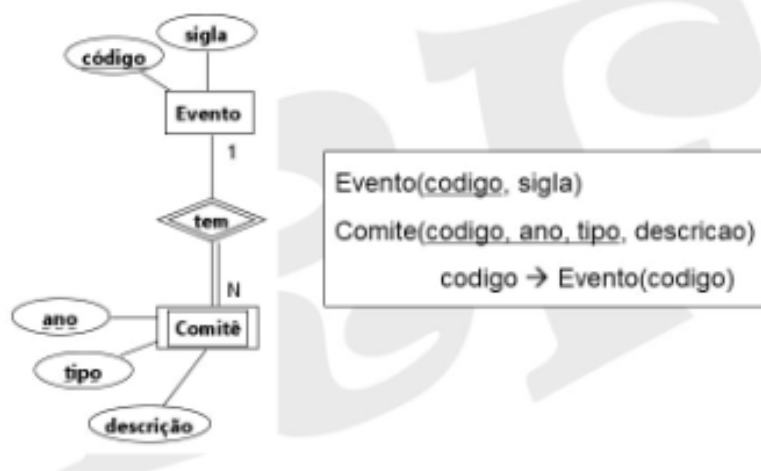 sigla
código
Evento
1
tem
N
Comitê
ano
tipo
descrição
Evento(codigo, sigla)
Comite(codigo, ano, tipo, descricao)
codigo → Evento(codigo)